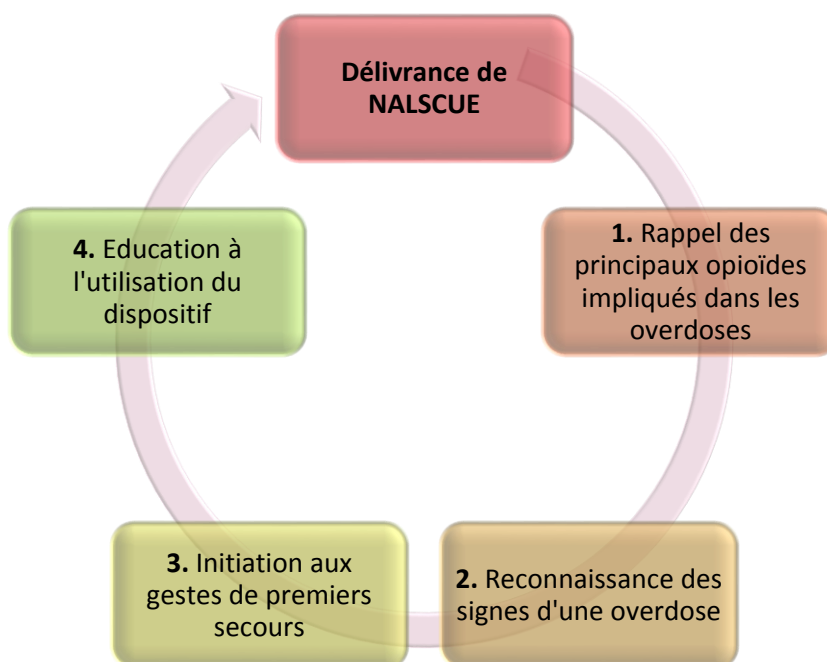 Délivrance de
NALSCUE
1. Rappel des
principaux opioïdes
impliqués dans les
overdoses
2. Reconnaissance des
signes d'une overdose
3. Initiation aux
gestes de premiers
secours
4. Education à
l'utilisation du
dispositif